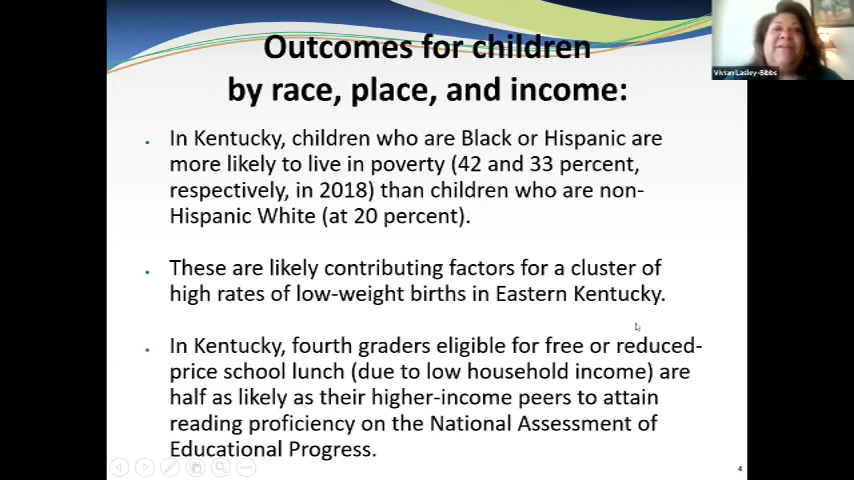 Outcomes for children
by race, place, and income:
Vivian Lasley-Bibbs
• In Kentucky, children who are Black or Hispanic are
more likely to live in poverty (42 and 33 percent,
respectively, in 2018) than children who are non-
Hispanic White (at 20 percent).
• These are likely contributing factors for a cluster of
high rates of low-weight births in Eastern Kentucky.
• In Kentucky, fourth graders eligible for free or reduced-
price school lunch (due to low household income) are
half as likely as their higher-income peers to attain
reading proficiency on the National Assessment of
Educational Progress.
4